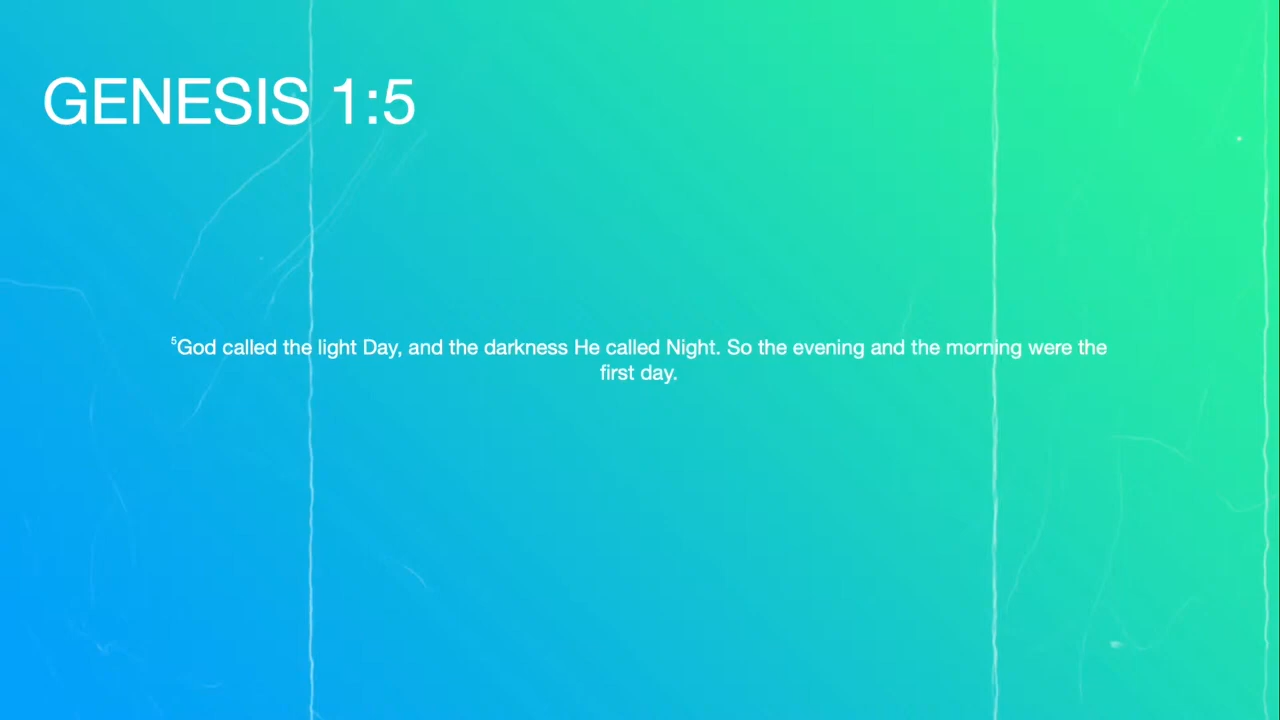 GENESIS 1:5
⁵God called the light Day, and the darkness He called Night. So the evening and the morning were the
first day.